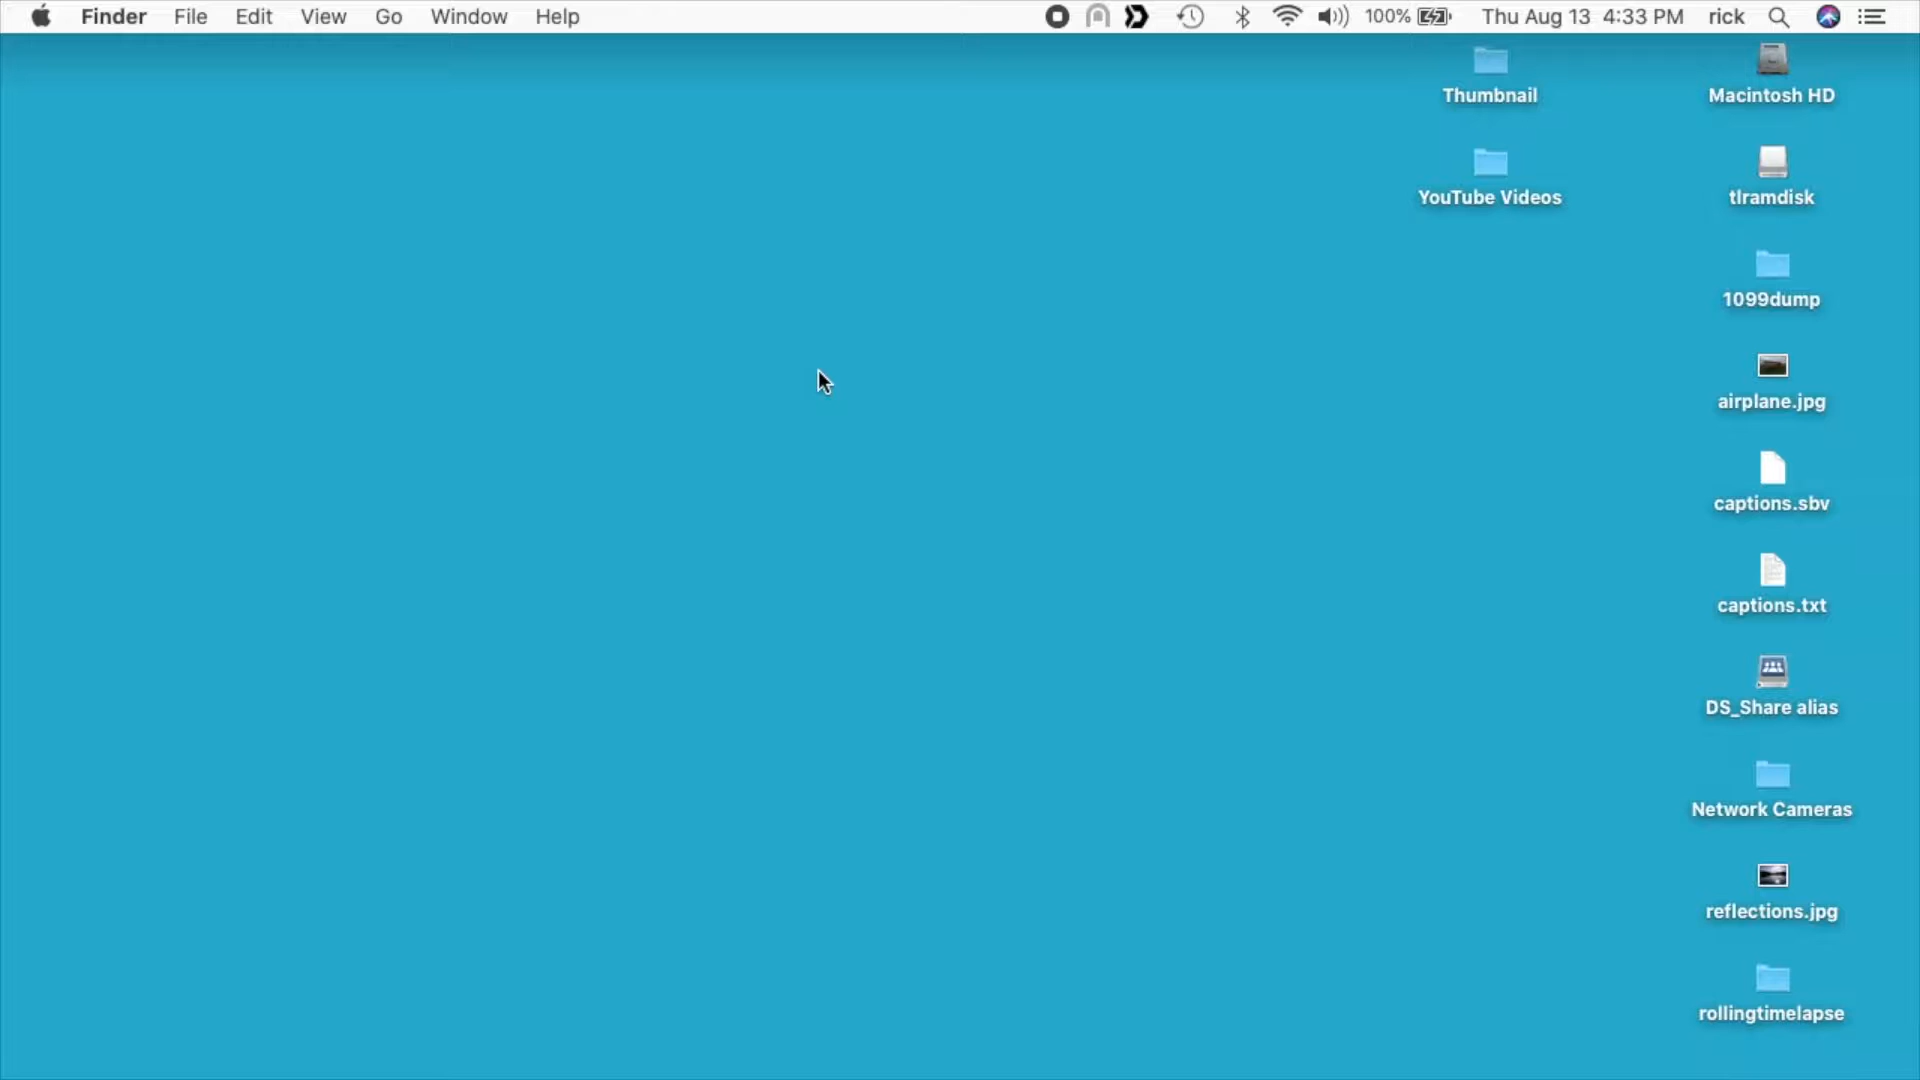 Finder File Edit View Go Window Help 100% Thu Aug 13 4:33 PM rick
Thumbnail
Macintosh HD
YouTube Videos
tlramdisk
1099dump
airplane.jpg
captions.sbv
captions.txt
DS_Share alias
Network Cameras
reflections.jpg
rollingtimelapse